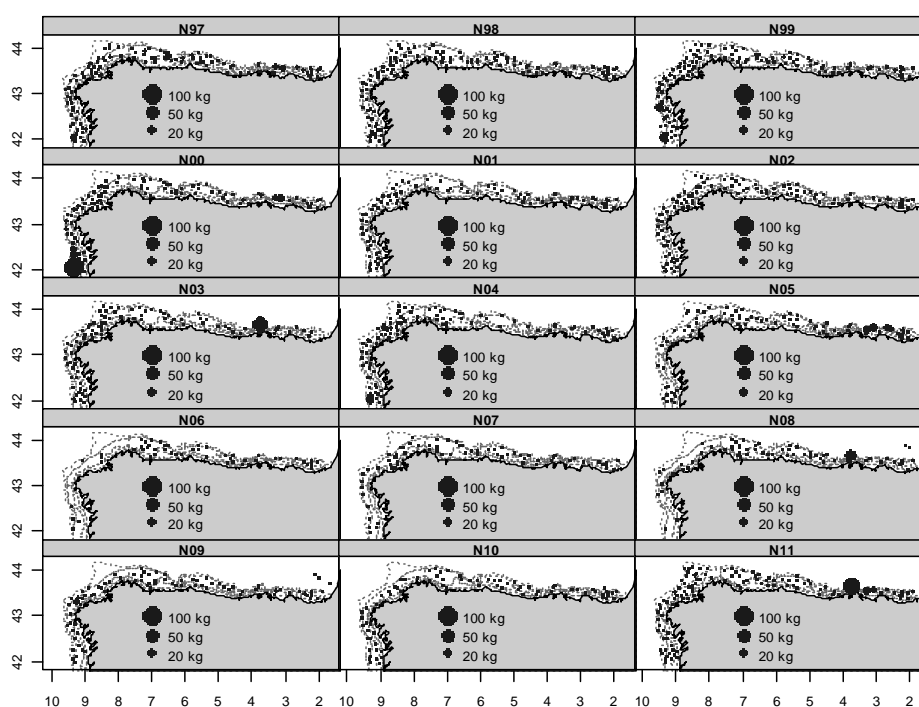 N97 N98 N99
44
43 100 kg 100 kg 100 kg
50 kg 50 kg 50 kg
42 20 kg 20 kg 20 kg
N00 N01 N02
44
43 100 kg 100 kg 100 kg
50 kg 50 kg 50 kg
42 20 kg 20 kg 20 kg
N03 N04 N05
44
43 100 kg 100 kg 100 kg
50 kg 50 kg 50 kg
42 20 kg 20 kg 20 kg
N06 N07 N08
44
43 100 kg 100 kg 100 kg
50 kg 50 kg 50 kg
42 20 kg 20 kg 20 kg
N09 N10 N11
44
43 100 kg 100 kg 100 kg
50 kg 50 kg 50 kg
42 20 kg 20 kg 20 kg
10 9 8 7 6 5 4 3 2 10 9 8 7 6 5 4 3 2 10 9 8 7 6 5 4 3 2